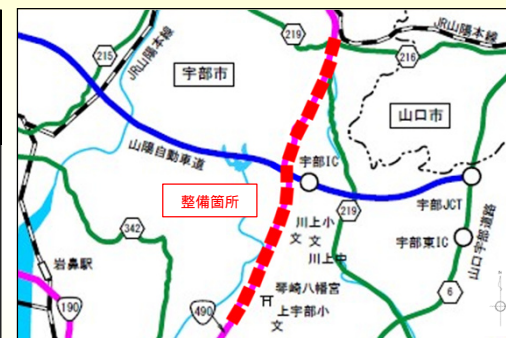 219
JR山陽本線
215
JR山陽本線
216
宇部市
山口市
山陽自動車道
宇部IC
整備箇所
宇部JCT
川上小
文
文
219
川上中
342
宇部東IC
山口宇部道路
岩鼻駅
琴崎八幡宮
6
190
490
上宇部小
文